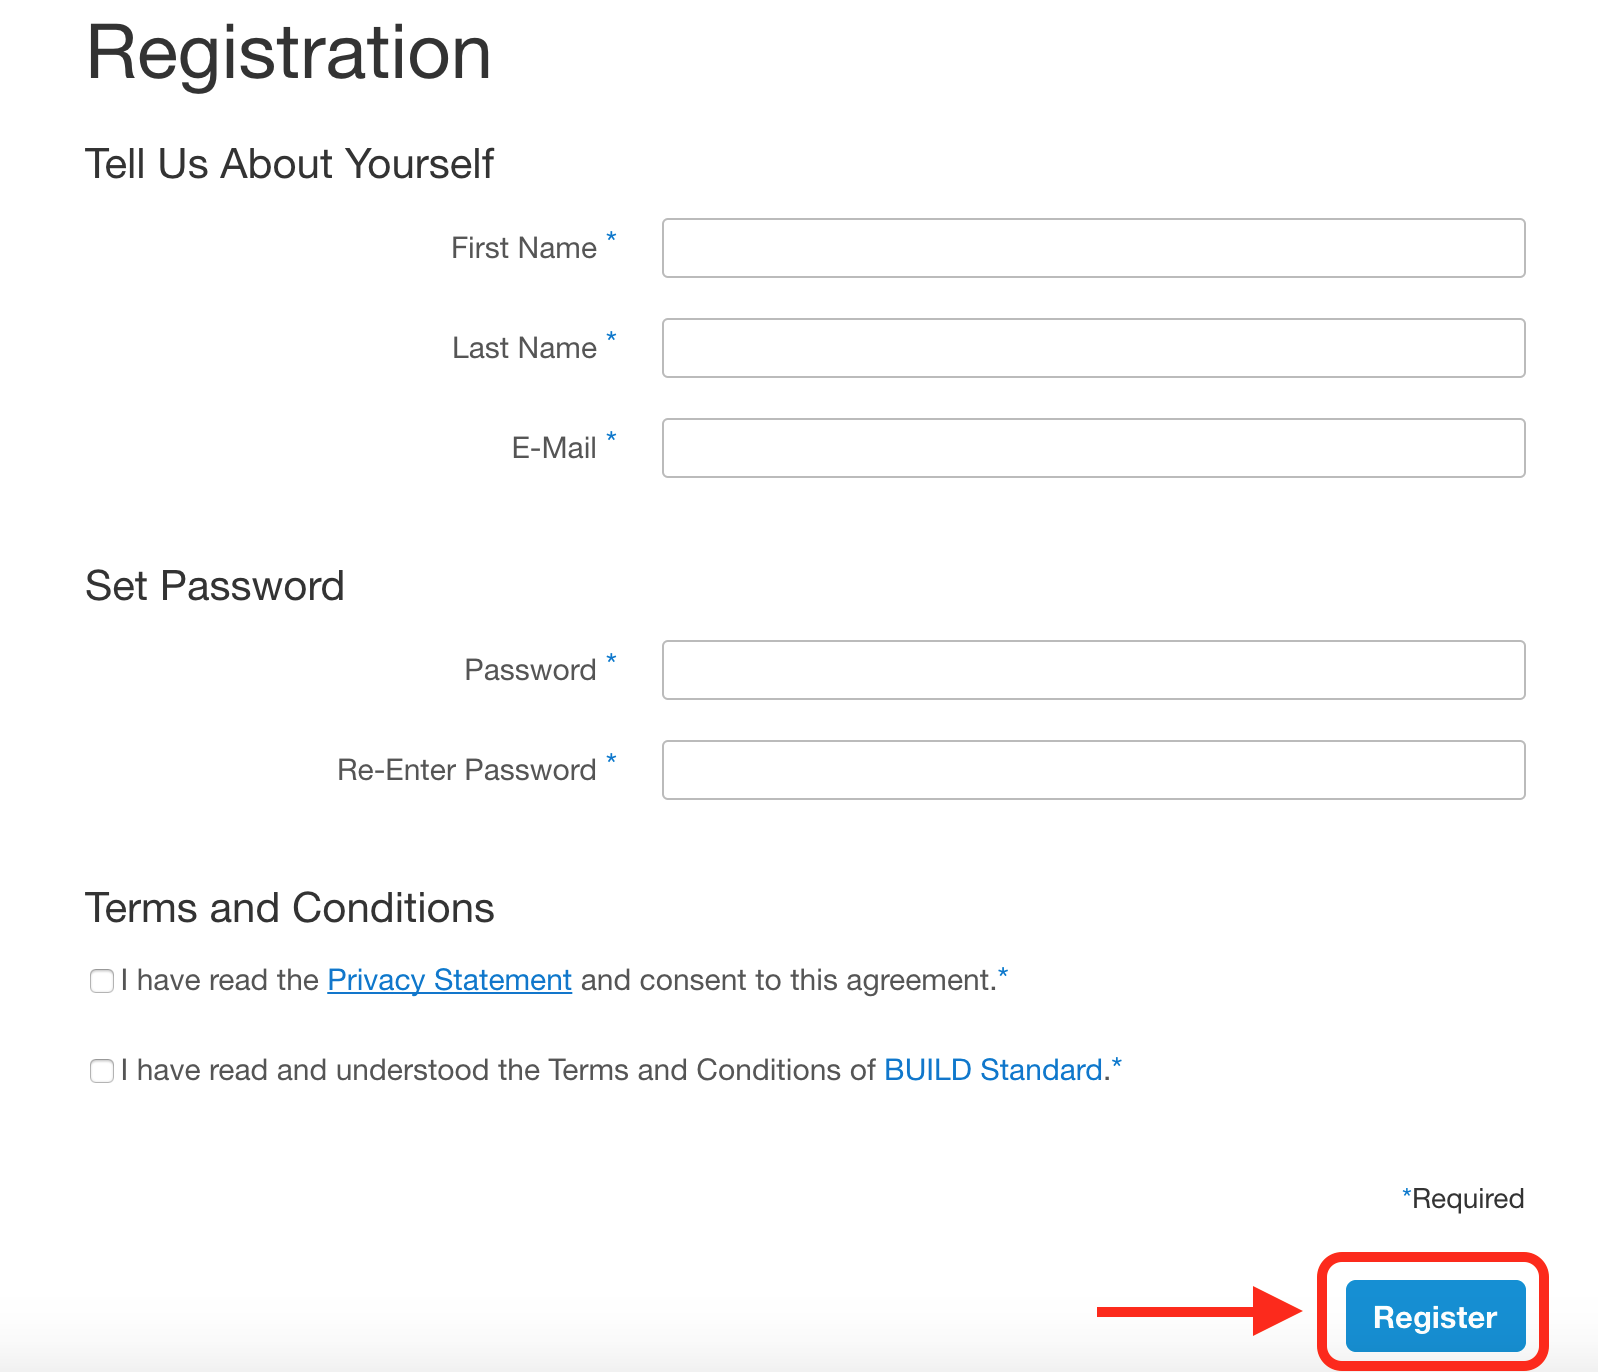 Registration
Tell Us About Yourself
First Name *
Last Name *
E-Mail *
Set Password
Password *
Re-Enter Password *
Terms and Conditions
I have read the Privacy Statement and consent to this agreement.*
I have read and understood the Terms and Conditions of BUILD Standard.*
*Required
Register